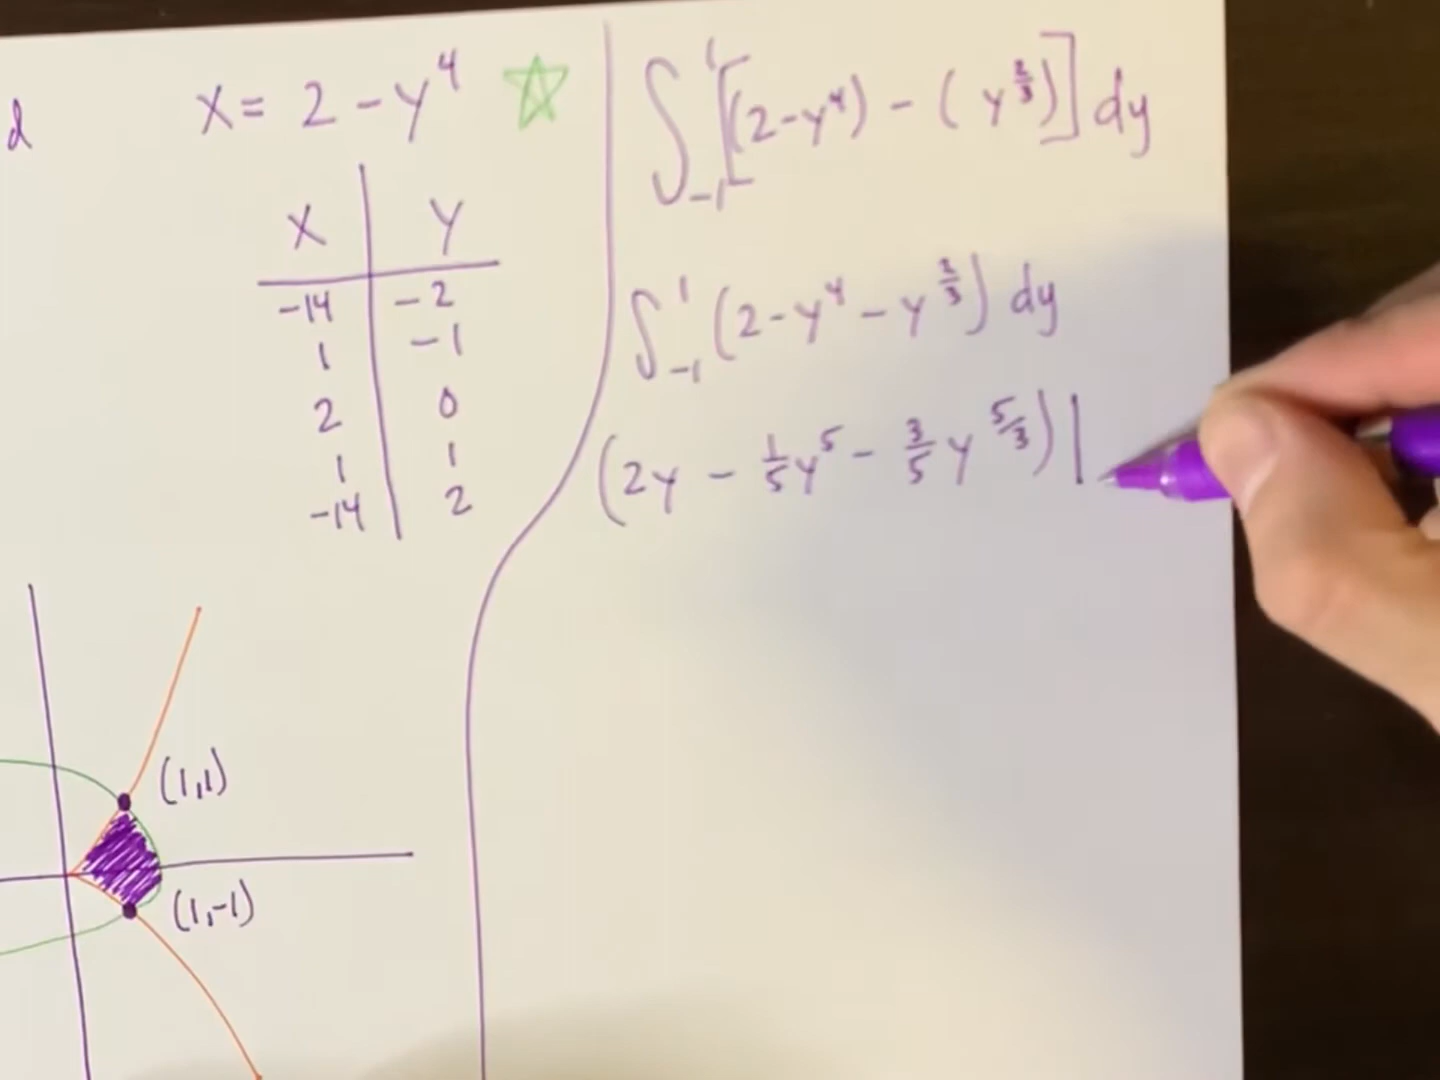 d
x = 2 - y⁴
x y
-14 -2
1 -1
2 0
1 1
-14 2
(1,1)
(1,-1)
∫₋₁¹ [(2-y⁴) - (y^(2/3))] dy
∫₋₁¹ (2-y⁴-y^(2/3)) dy
(2y - 1/5 y⁵ - 3/5 y^(5/3)) |